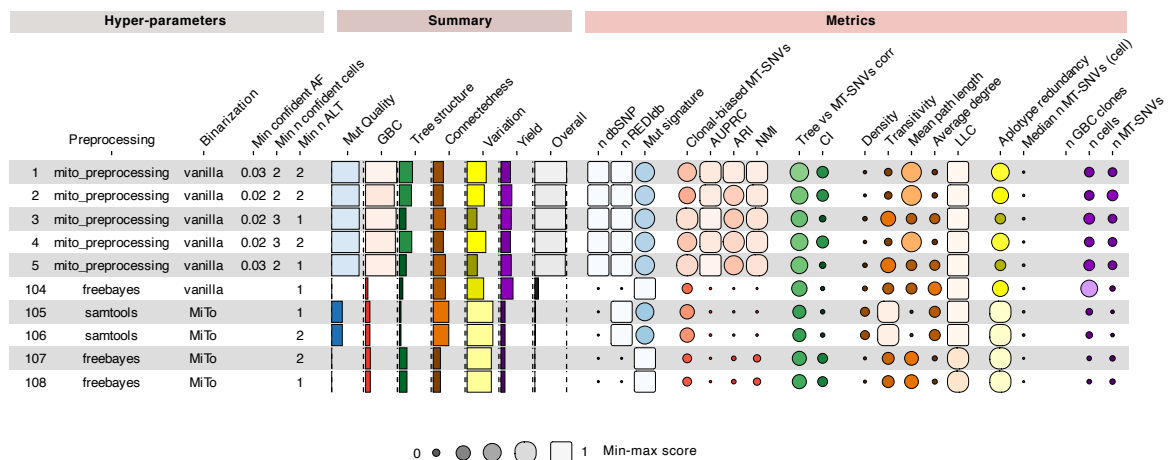 Hyper-parameters
Summary
Metrics
Preprocessing
Binarization
Min confident AF
Min n confident cells
Min n ALT
Mut Quality
GBC
Tree structure
Connectedness
Variation
Yield
Overall
n dbSNP
n REDIdb
Mut signature
Clonal-biased MT-SNVs
AUPRC
ARI
NMI
Tree vs MT-SNVs corr
CI
Density
Transitivity
Mean path length
Average degree
LLC
Aplotype redundancy
Median n MT-SNVs (cell)
n GBC clones
n cells
n MT-SNVs
1 mito_preprocessing vanilla 0.03 2 2
2 mito_preprocessing vanilla 0.02 2 2
3 mito_preprocessing vanilla 0.02 3 1
4 mito_preprocessing vanilla 0.02 3 2
5 mito_preprocessing vanilla 0.03 2 1
104 freebayes vanilla 1
105 samtools MiTo 1
106 samtools MiTo 2
107 freebayes MiTo 2
108 freebayes MiTo 1
0 1 Min-max score